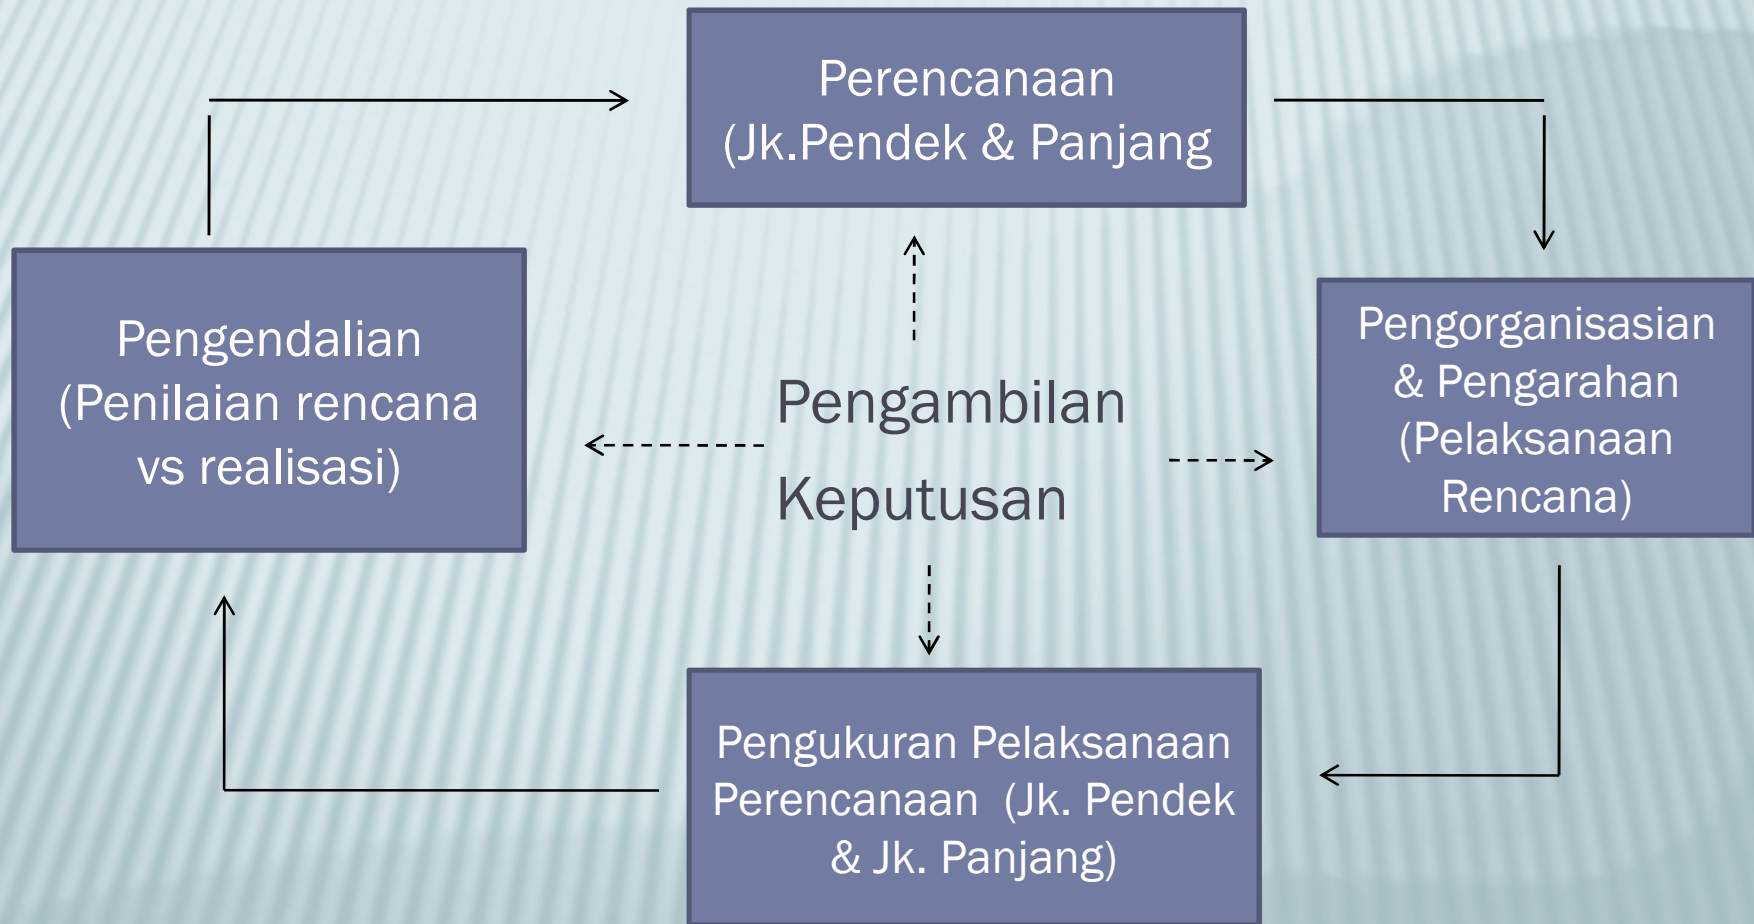 Perencanaan
(Jk.Pendek & Panjang
Pengendalian
(Penilaian rencana
vs realisasi)
Pengambilan
Keputusan
Pengorganisasian
& Pengarahan
(Pelaksanaan
Rencana)
Pengukuran Pelaksanaan
Perencanaan (Jk. Pendek
& Jk. Panjang)